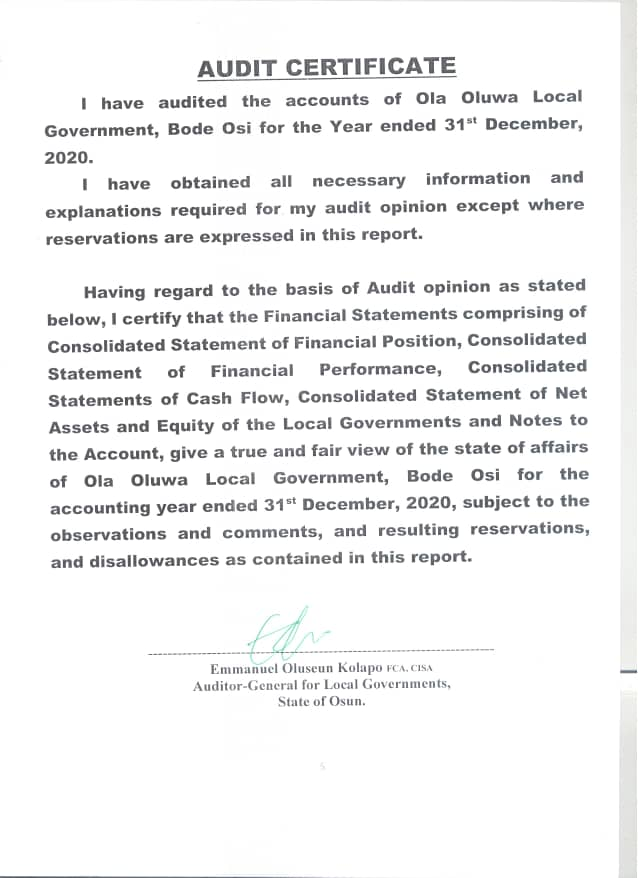 AUDIT CERTIFICATE
I have audited the accounts of Ola Oluwa Local
Government, Bode Osi for the Year ended 31st December,
2020.
I have obtained all necessary information and
explanations required for my audit opinion except where
reservations are expressed in this report.
Having regard to the basis of Audit opinion as stated
below, I certify that the Financial Statements comprising of
Consolidated Statement of Financial Position, Consolidated
Statement of Financial Performance, Consolidated
Statements of Cash Flow, Consolidated Statement of Net
Assets and Equity of the Local Governments and Notes to
the Account, give a true and fair view of the state of affairs
of Ola Oluwa Local Government, Bode Osi for the
accounting year ended 31st December, 2020, subject to the
observations and comments, and resulting reservations,
and disallowances as contained in this report.
Emmanuel Oluseun Kolapo FCA, CISA
Auditor-General for Local Governments,
State of Osun.
5